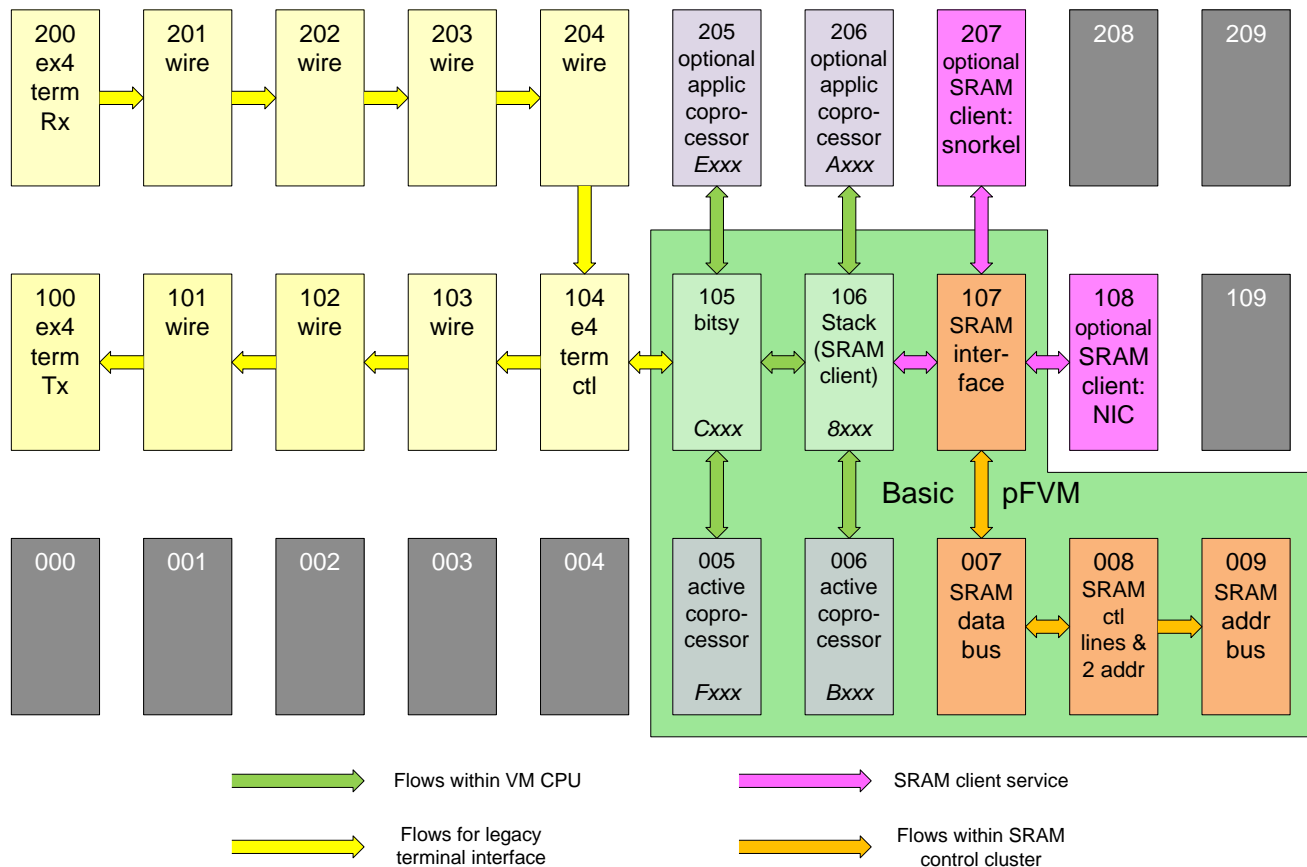 200
ex4
term
Rx
201
wire
202
wire
203
wire
204
wire
205
optional
applic
copro-
cessor
Exxx
206
optional
applic
copro-
cessor
Axxx
207
optional
SRAM
client:
snorkel
208
209
100
ex4
term
Tx
101
wire
102
wire
103
wire
104
e4
term
ctl
105
bitsy
Cxxx
106
Stack
(SRAM
client)
8xxx
107
SRAM
inter-
face
108
optional
SRAM
client:
NIC
109
Basic pFVM
000
001
002
003
004
005
active
copro-
cessor
Fxxx
006
active
copro-
cessor
Bxxx
007
SRAM
data
bus
008
SRAM
ctl
lines &
2 addr
009
SRAM
addr
bus
Flows within VM CPU
SRAM client service
Flows for legacy
terminal interface
Flows within SRAM
control cluster